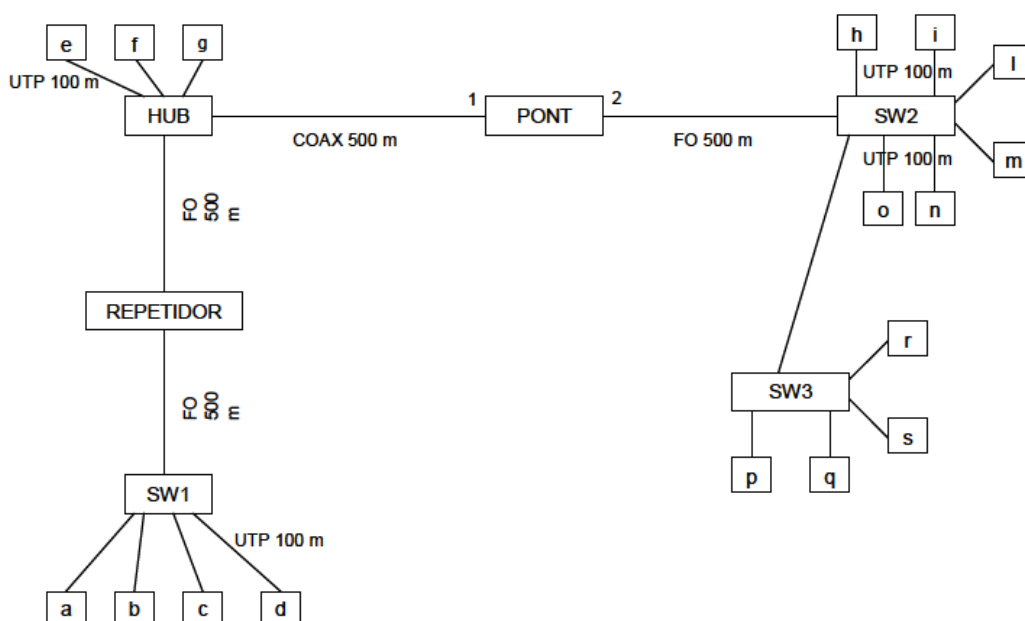 e
f
g
UTP 100 m
HUB
1
PONT
2
COAX 500 m
FO 500 m
h
i
UTP 100 m
l
SW2
UTP 100 m
m
o
n
FO
500
m
REPETIDOR
FO
500
m
r
SW3
s
p
q
SW1
UTP 100 m
a
b
c
d